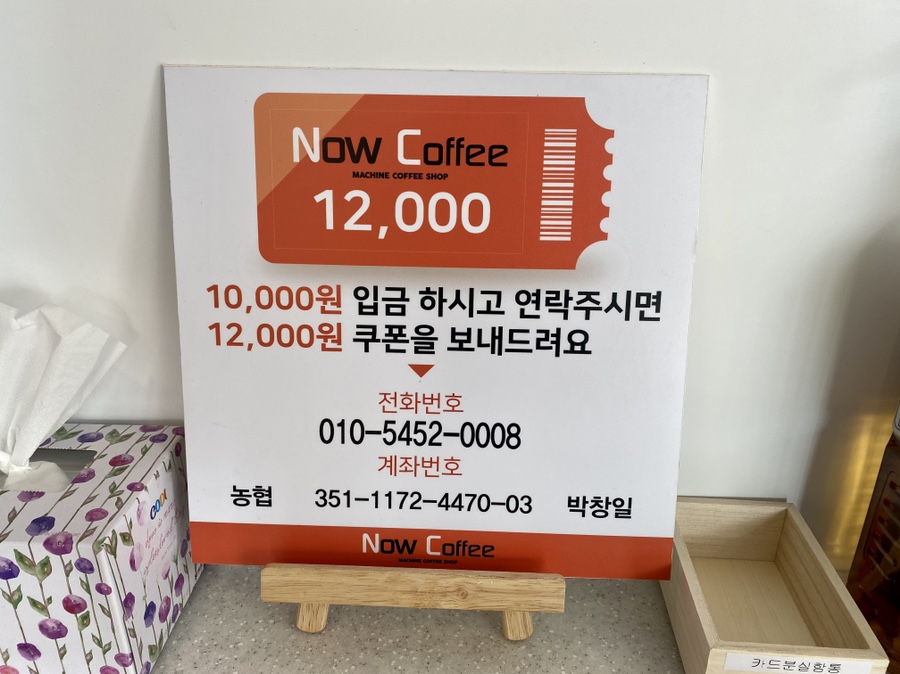 Now Coffee
MACHINE COFFEE SHOP
12,000
10,000원 입금 하시고 연락주시면
12,000원 쿠폰을 보내드려요
전화번호
010-5452-0008
계좌번호
농협 351-1172-4470-03 박창일
Now Coffee
MACHINE COFFEE SHOP
카드분실함통